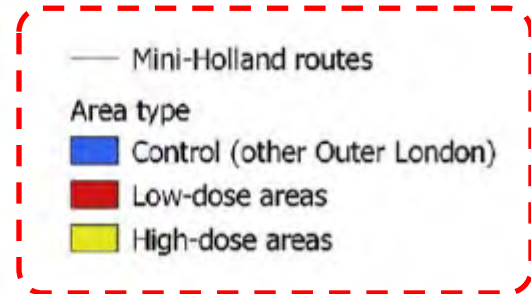 Mini-Holland routes
Area type
Control (other Outer London)
Low-dose areas
High-dose areas